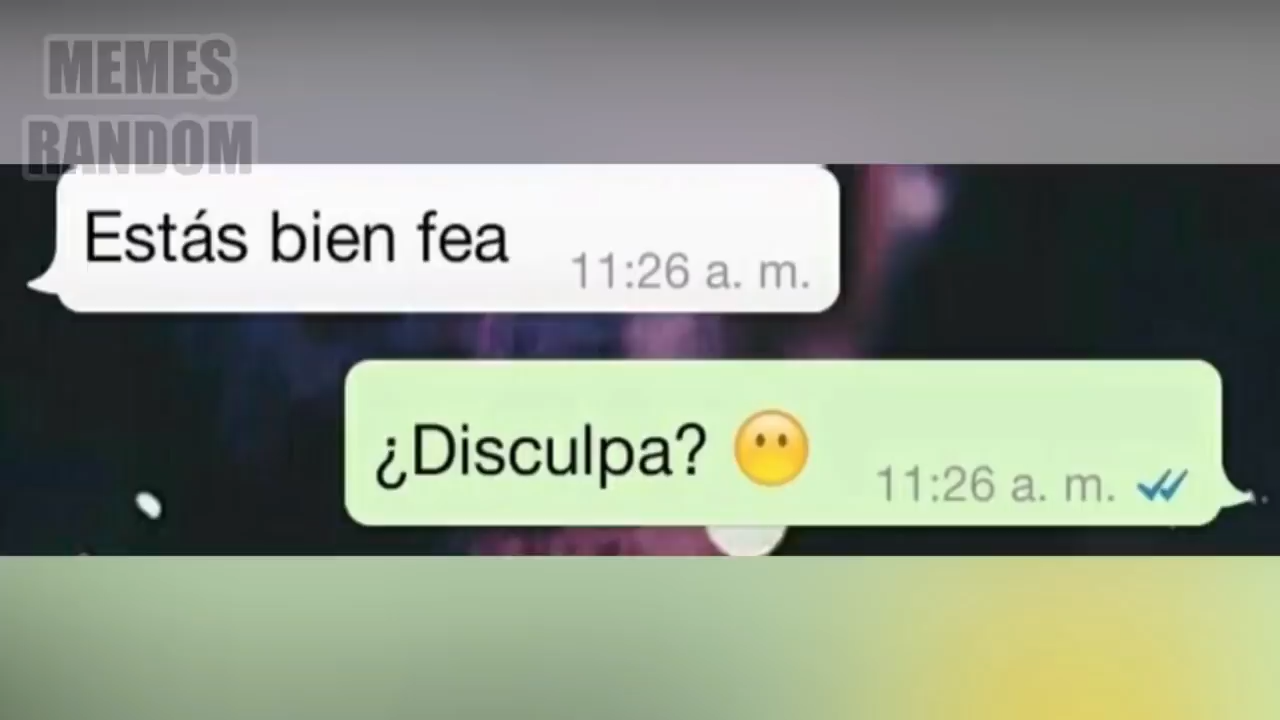 MEMES
RANDOM
Estás bien fea
11:26 a. m.
¿Disculpa? 😶
11:26 a. m.